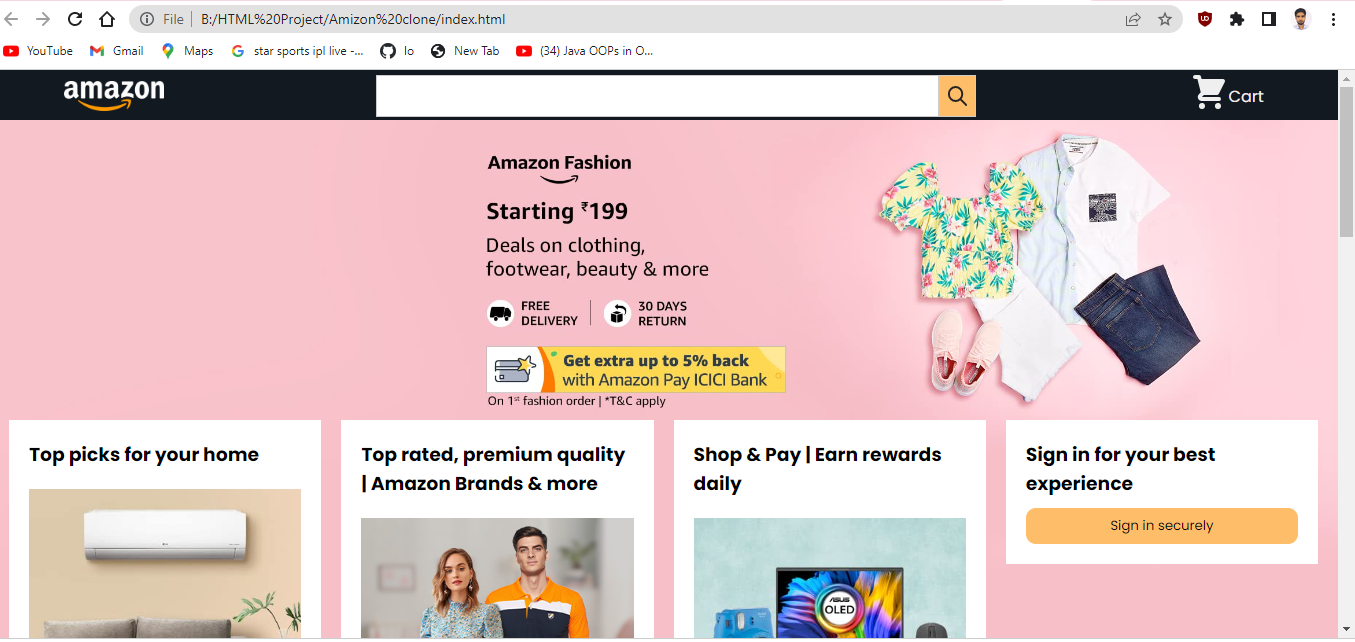 File | B:/HTML%20Project/Amizon%20clone/index.html
YouTube Gmail Maps star sports ipl live -... Io New Tab (34) Java OOPs in O...
amazon
Cart
Amazon Fashion
Starting ₹199
Deals on clothing,
footwear, beauty & more
FREE
DELIVERY
30 DAYS
RETURN
Get extra up to 5% back
with Amazon Pay ICICI Bank
On 1st fashion order | *T&C apply
Top picks for your home
Top rated, premium quality
| Amazon Brands & more
Shop & Pay | Earn rewards
daily
Sign in for your best
experience
Sign in securely
LG
ASUS
OLED